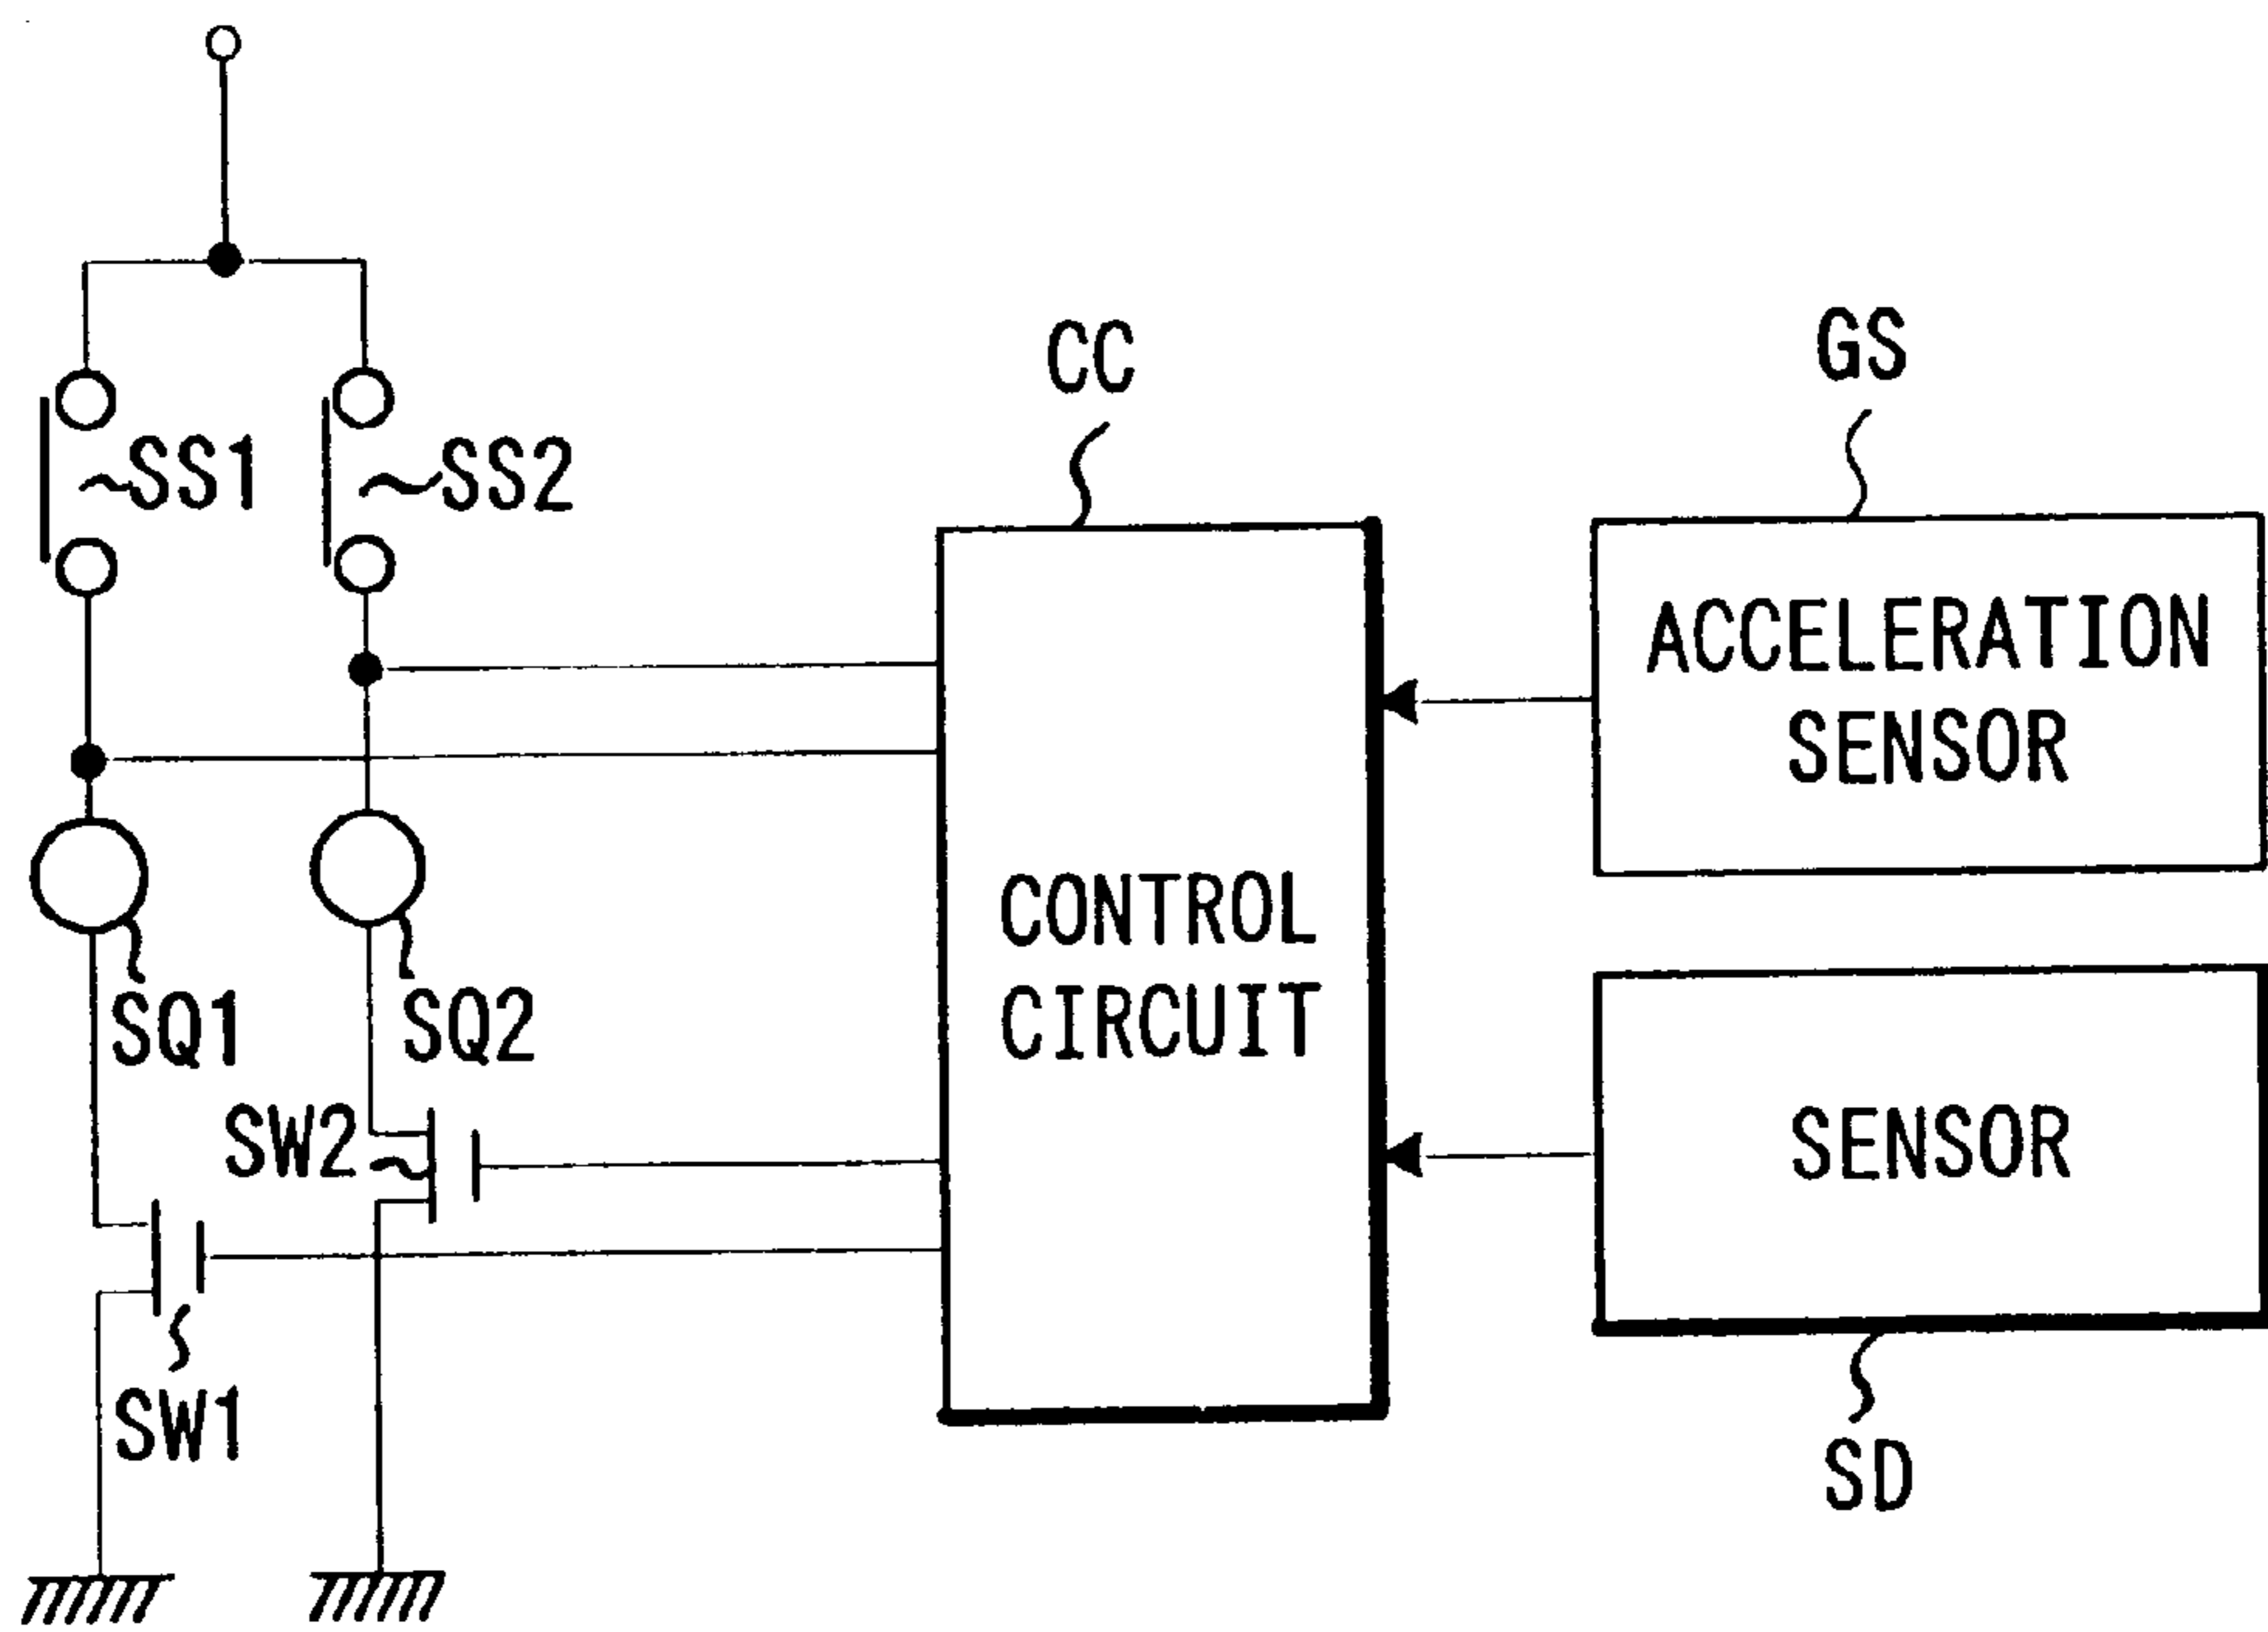 CC
GS
SS1
SS2
ACCELERATION
SENSOR
CONTROL
CIRCUIT
SQ1
SQ2
SW2
SENSOR
SW1
SD